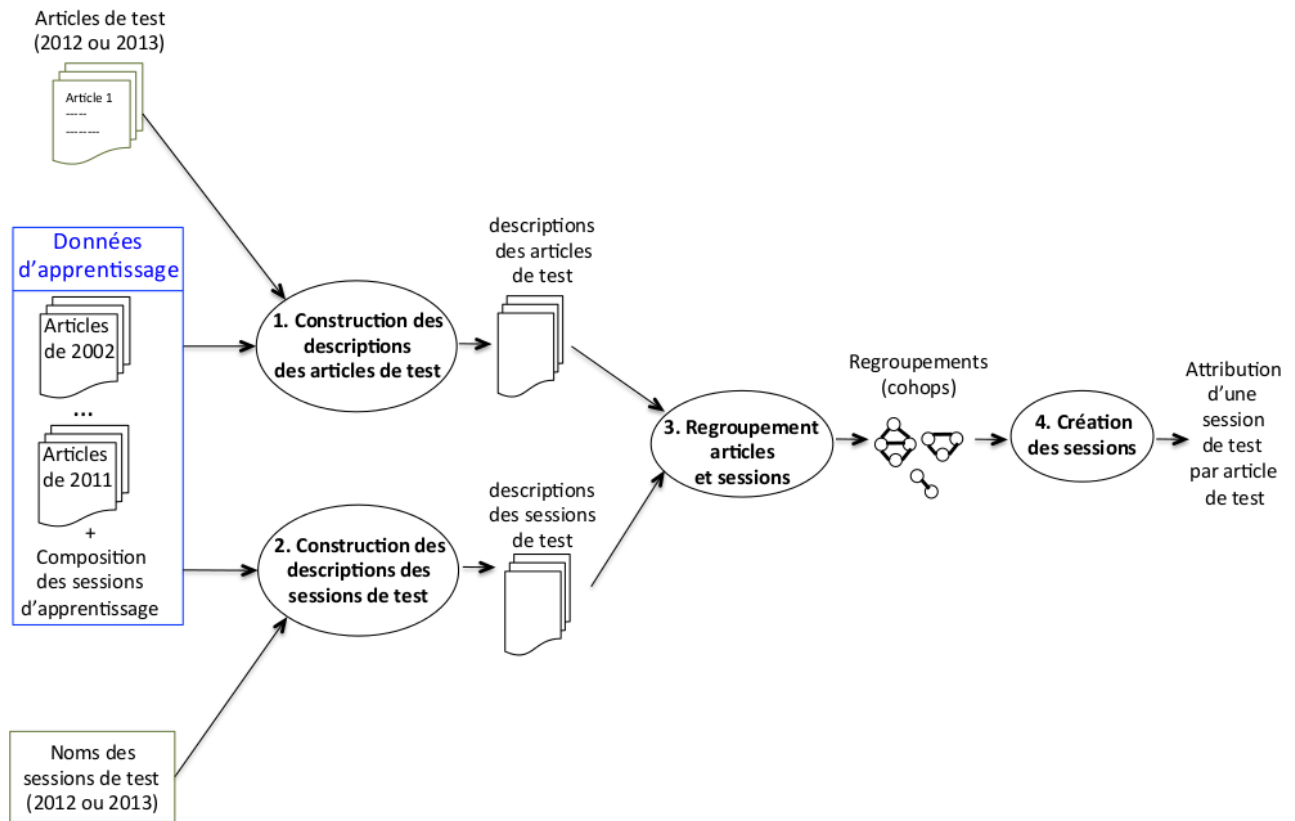 Articles de test
(2012 ou 2013)
Article 1
-----
---------
Données
d’apprentissage
Articles
de 2002
...
Articles
de 2011
+
Composition
des sessions
d’apprentissage
Noms des
sessions de test
(2012 ou 2013)
1. Construction des
descriptions
des articles de test
2. Construction des
descriptions des
sessions de test
descriptions
des articles
de test
descriptions
des sessions
de test
3. Regroupement
articles
et sessions
Regroupements
(cohops)
4. Création
des sessions
Attribution
d’une
session
de test
par article
de test